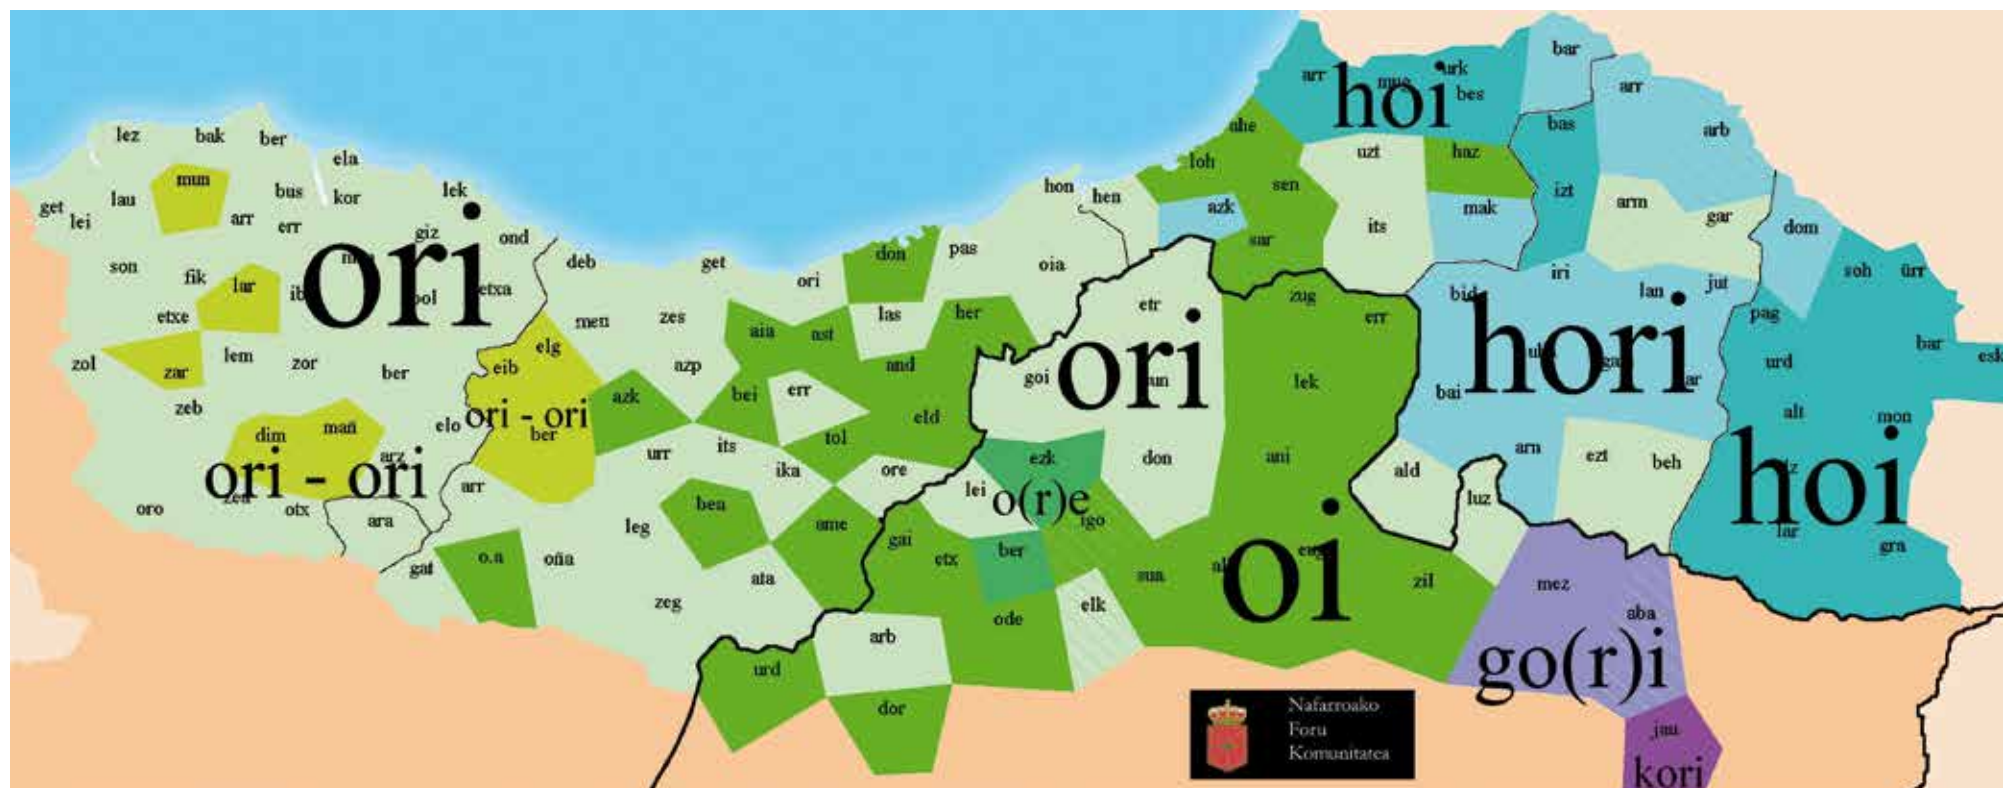 lez
bak
ber
ela
mun
bus
kor
lek
get
lei
lau
arr
err
giz
ond
son
fik
lar
ori
etxa
etxe
zol
zar
lem
zor
ber
zeb
dim
mañ
elo
arz
ori - ori
oro
otx
ara
deb
get
ori
don
pas
hon
hen
oia
men
zes
elg
eib
azp
aia
ast
las
her
and
ori - ori
ber
azk
bei
err
eld
tol
urr
its
ika
ore
arr
leg
bea
ame
gat
o.a
oña
ata
zeg
etr
ori
goi
don
ezk
lei
o(r)e
igo
gai
etx
ber
ode
elk
sua
arb
urd
dor
zug
err
lek
ani
oi
zil
arr
hoi
urk
bes
bar
ahe
loh
sen
azk
sar
uzt
its
haz
mak
bas
izt
arr
arb
arm
gar
iri
lan
jut
hori
bai
arn
ezt
beh
ald
luz
dom
soh
ürr
pag
urd
bar
esk
alt
mon
hoi
lar
gra
mez
aba
go(r)i
jau
kori
Nafarroako
Foru
Komunitatea